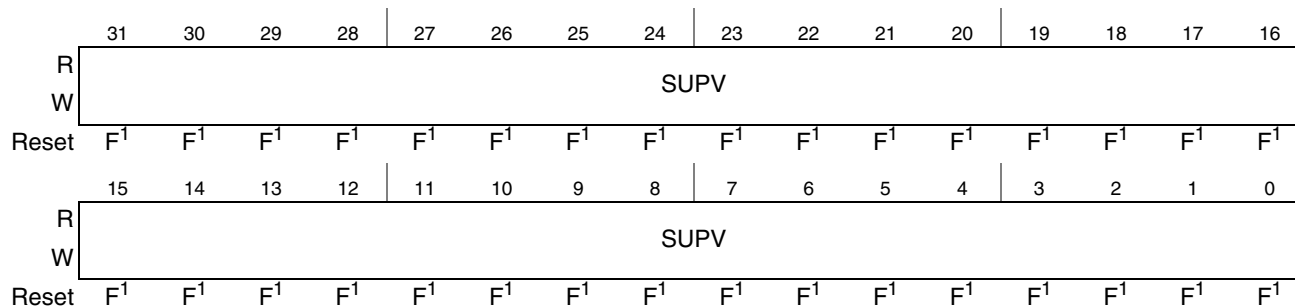 31 30 29 28 27 26 25 24 23 22 21 20 19 18 17 16
R
SUPV
W
Reset F¹ F¹ F¹ F¹ F¹ F¹ F¹ F¹ F¹ F¹ F¹ F¹ F¹ F¹ F¹ F¹
15 14 13 12 11 10 9 8 7 6 5 4 3 2 1 0
R
SUPV
W
Reset F¹ F¹ F¹ F¹ F¹ F¹ F¹ F¹ F¹ F¹ F¹ F¹ F¹ F¹ F¹ F¹